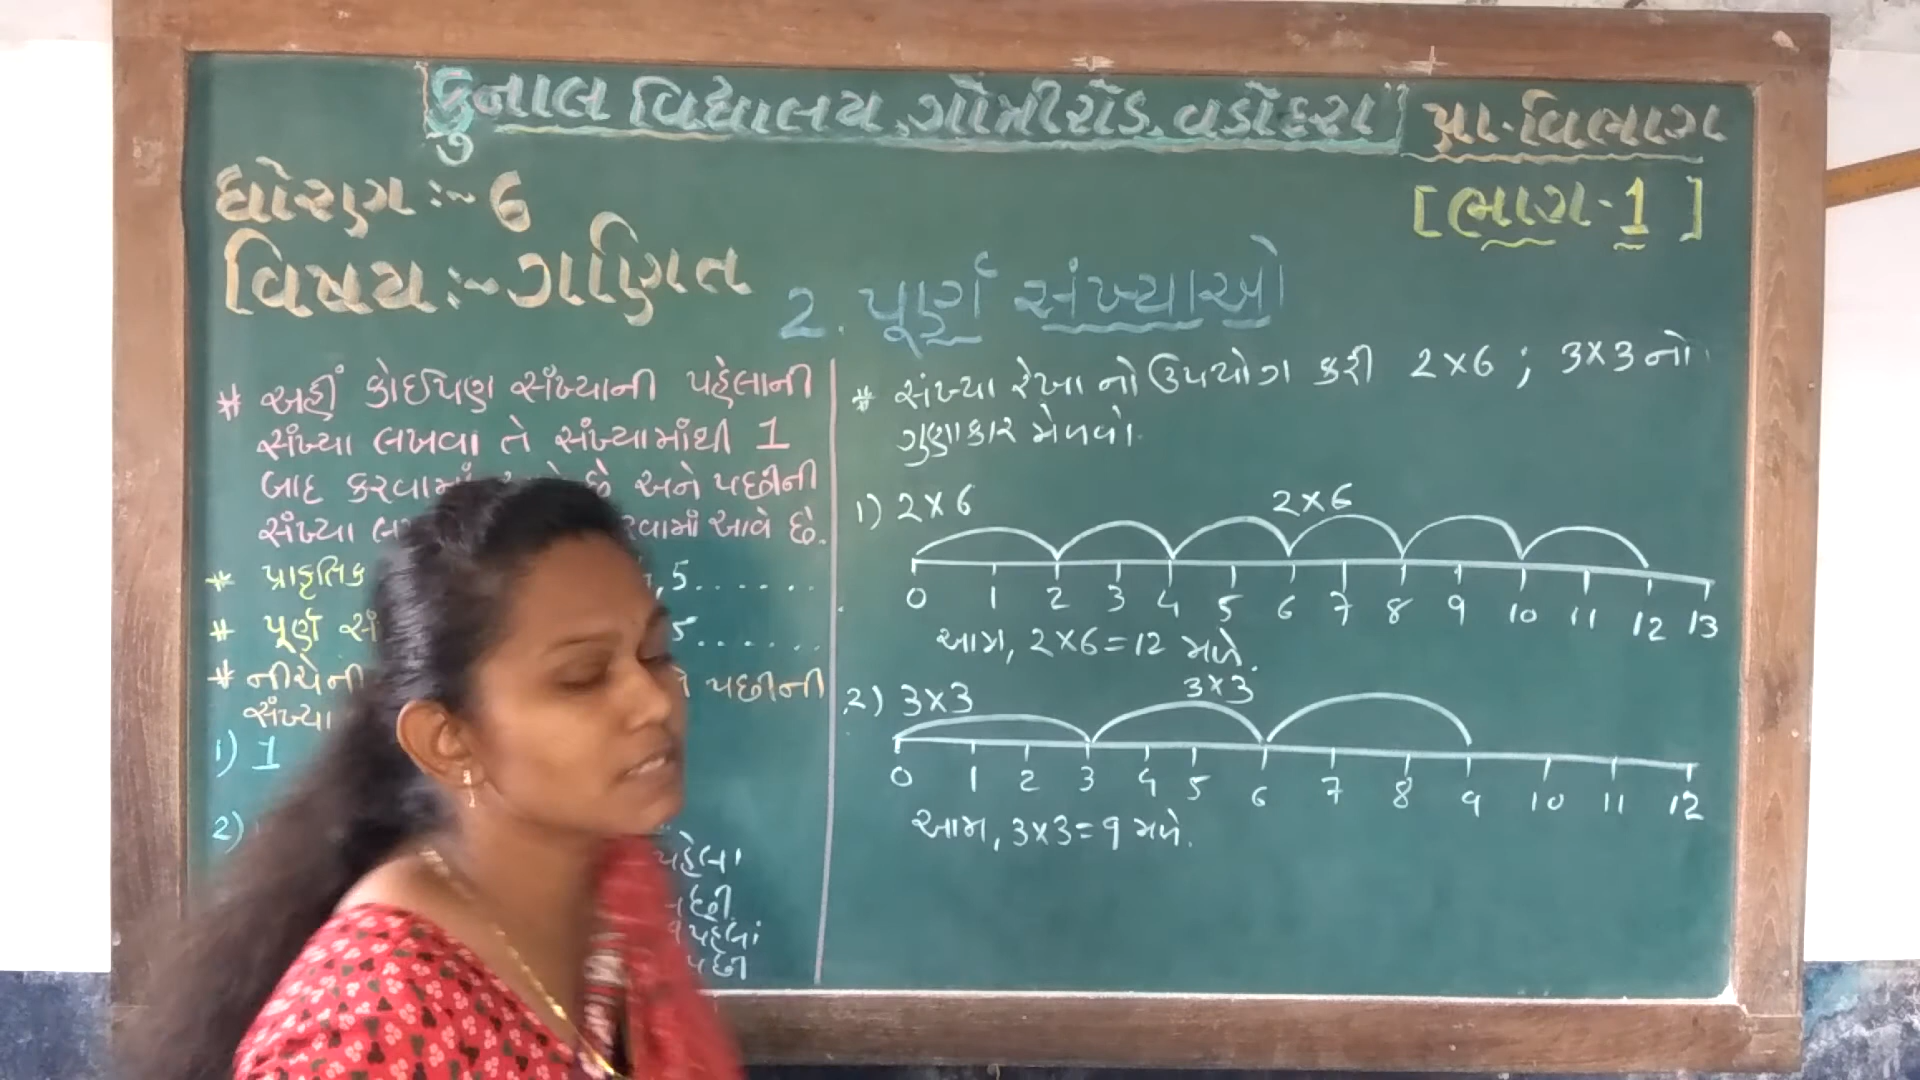 કુનાલ વિદ્યાલય, ગોત્રીરોડ, વડોદરા" પ્રા.વિભાગ
[ભાગ-1]
ધોરણ:- 6
વિષય:- ગણિત
2. પૂર્ણ સંખ્યાઓ
* અહીં કોઈપણ સંખ્યાની પહેલાની
સંખ્યા લખવા તે સંખ્યામાંથી 1
બાદ કરવામાં છે અને પછીની
સંખ્યા વામાં આવે છે.
* પ્રાકૃતિક ,5......
* પૂર્ણ 5......
* નીચેની પછીની
સંખ્યા
1) 1
2)
પહેલા
પછી
પહેલાં
પછી
* સંખ્યા રેખા નો ઉપયોગ કરી 2×6 ; 3×3 નો
ગુણાકાર મેળવો.
1) 2×6 2×6
0 1 2 3 4 5 6 7 8 9 10 11 12 13
આમ, 2×6=12 મળે.
2) 3×3 3×3
0 1 2 3 4 5 6 7 8 9 10 11 12
આમ, 3×3=9 મળે.